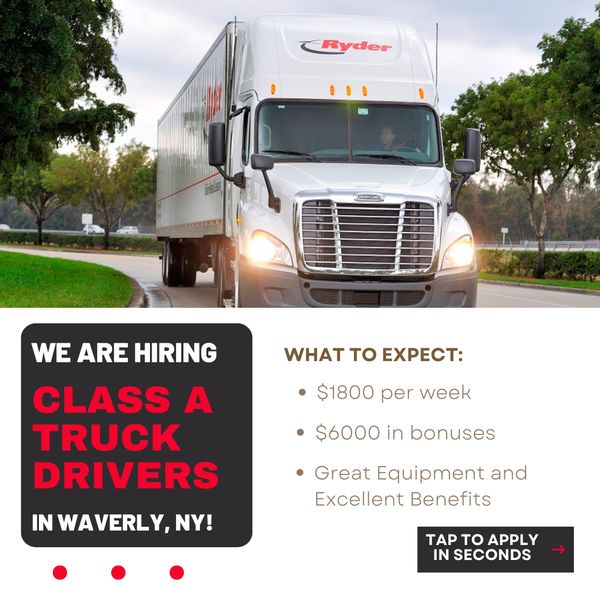 Ryder
Ryder
WE ARE HIRING
CLASS A
TRUCK
DRIVERS
IN WAVERLY, NY!
WHAT TO EXPECT:
• $1800 per week
• $6000 in bonuses
• Great Equipment and
Excellent Benefits
TAP TO APPLY
IN SECONDS →